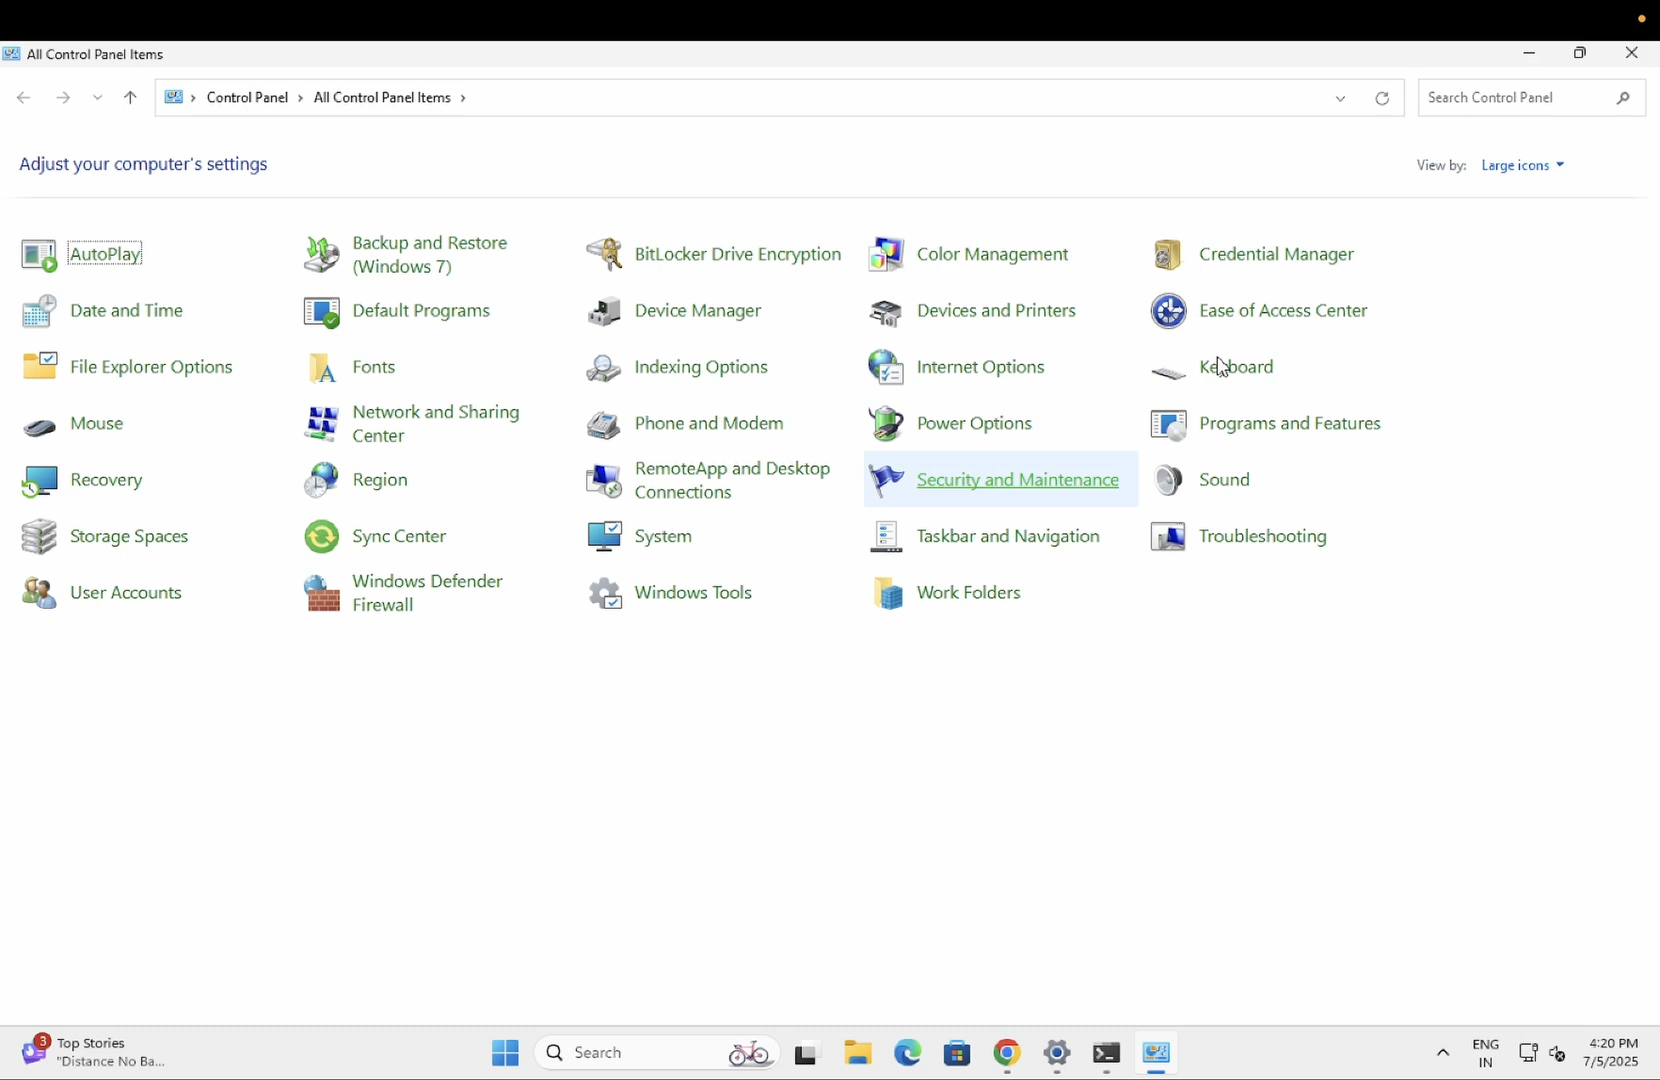 All Control Panel Items
Control Panel > All Control Panel Items >
Search Control Panel
Adjust your computer's settings
View by: Large icons
AutoPlay
Backup and Restore
(Windows 7)
BitLocker Drive Encryption
Color Management
Credential Manager
Date and Time
Default Programs
Device Manager
Devices and Printers
Ease of Access Center
File Explorer Options
Fonts
Indexing Options
Internet Options
Keyboard
Mouse
Network and Sharing
Center
Phone and Modem
Power Options
Programs and Features
Recovery
Region
RemoteApp and Desktop
Connections
Security and Maintenance
Sound
Storage Spaces
Sync Center
System
Taskbar and Navigation
Troubleshooting
User Accounts
Windows Defender
Firewall
Windows Tools
Work Folders
3
Top Stories
"Distance No Ba...
Search
ENG
IN
4:20 PM
7/5/2025